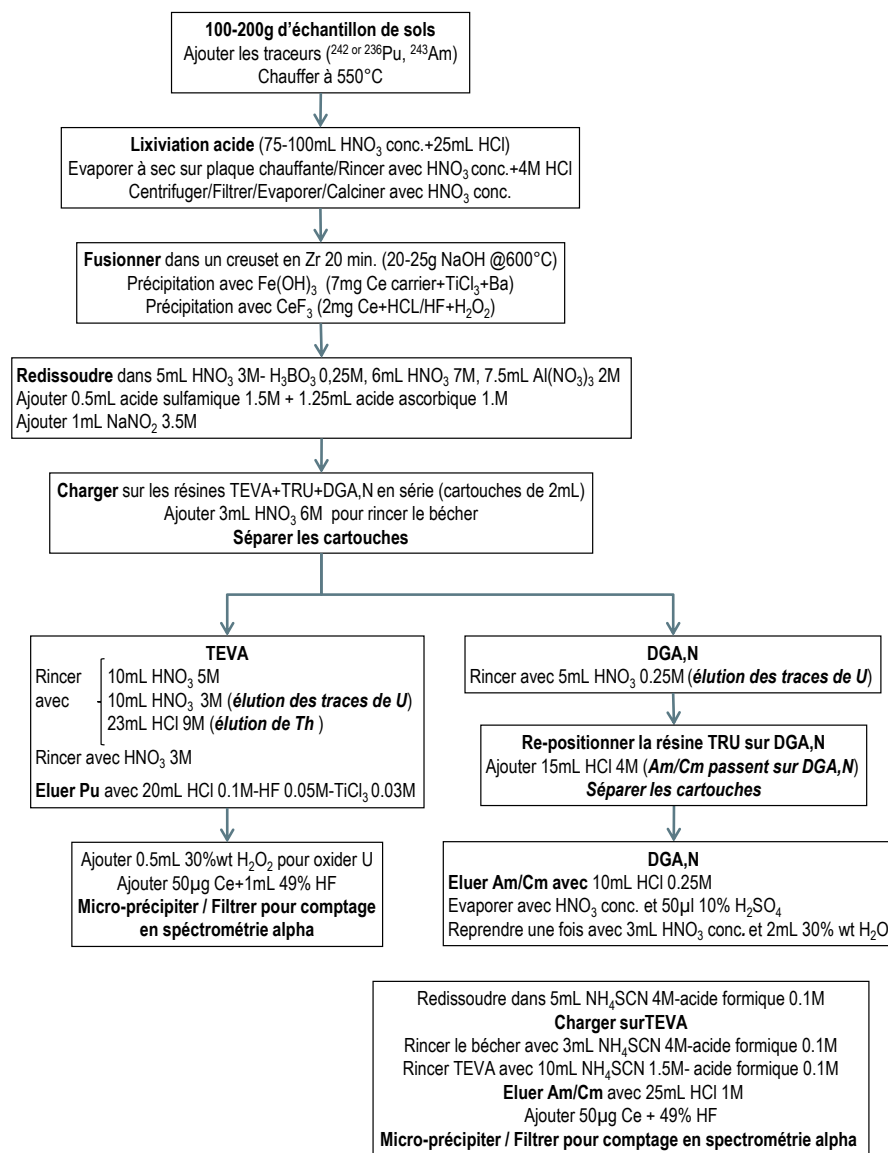 100-200g d’échantillon de sols
Ajouter les traceurs (²⁴² ᵒʳ ²³⁶Pu, ²⁴³Am)
Chauffer à 550°C
Lixiviation acide (75-100mL HNO₃ conc.+25mL HCl)
Evaporer à sec sur plaque chauffante/Rincer avec HNO₃ conc.+4M HCl
Centrifuger/Filtrer/Evaporer/Calciner avec HNO₃ conc.
Fusionner dans un creuset en Zr 20 min. (20-25g NaOH @600°C)
Précipitation avec Fe(OH)₃ (7mg Ce carrier+TiCl₃+Ba)
Précipitation avec CeF₃ (2mg Ce+HCL/HF+H₂O₂)
Redissoudre dans 5mL HNO₃ 3M- H₃BO₃ 0,25M, 6mL HNO₃ 7M, 7.5mL Al(NO₃)₃ 2M
Ajouter 0.5mL acide sulfamique 1.5M + 1.25mL acide ascorbique 1.M
Ajouter 1mL NaNO₂ 3.5M
Charger sur les résines TEVA+TRU+DGA,N en série (cartouches de 2mL)
Ajouter 3mL HNO₃ 6M pour rincer le bécher
Séparer les cartouches
TEVA
Rincer avec
10mL HNO₃ 5M
10mL HNO₃ 3M (élution des traces de U)
23mL HCl 9M (élution de Th )
Rincer avec HNO₃ 3M
Eluer Pu avec 20mL HCl 0.1M-HF 0.05M-TiCl₃ 0.03M
Ajouter 0.5mL 30%wt H₂O₂ pour oxider U
Ajouter 50µg Ce+1mL 49% HF
Micro-précipiter / Filtrer pour comptage
en spéctrométrie alpha
DGA,N
Rincer avec 5mL HNO₃ 0.25M (élution des traces de U)
Re-positionner la résine TRU sur DGA,N
Ajouter 15mL HCl 4M (Am/Cm passent sur DGA,N)
Séparer les cartouches
DGA,N
Eluer Am/Cm avec 10mL HCl 0.25M
Evaporer avec HNO₃ conc. et 50µl 10% H₂SO₄
Reprendre une fois avec 3mL HNO₃ conc. et 2mL 30% wt H₂O
Redissoudre dans 5mL NH₄SCN 4M-acide formique 0.1M
Charger surTEVA
Rincer le bécher avec 3mL NH₄SCN 4M-acide formique 0.1M
Rincer TEVA avec 10mL NH₄SCN 1.5M- acide formique 0.1M
Eluer Am/Cm avec 25mL HCl 1M
Ajouter 50µg Ce + 49% HF
Micro-précipiter / Filtrer pour comptage en spectrométrie alpha